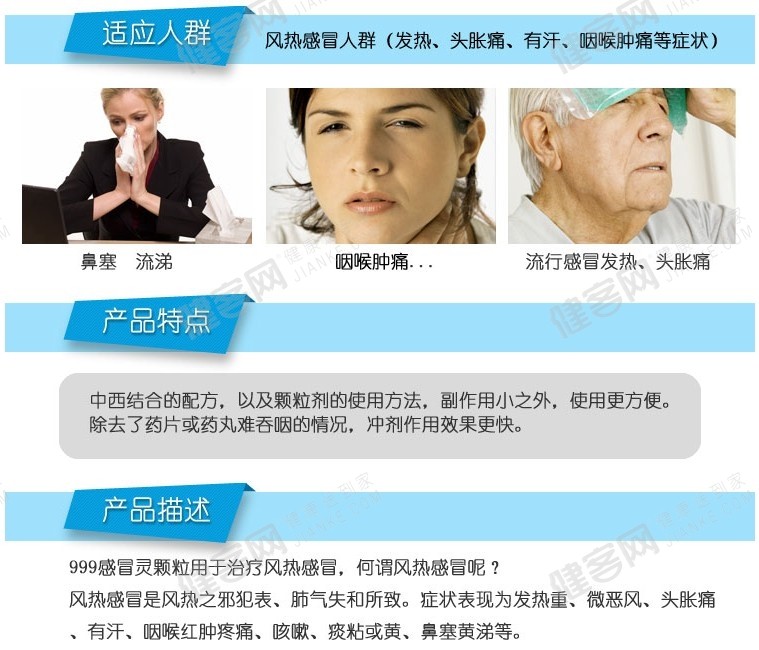 适应人群
风热感冒人群（发热、头胀痛、有汗、咽喉肿痛等症状）
鼻塞　流涕
咽喉肿痛...
流行感冒发热、头胀痛
产品特点
中西结合的配方，以及颗粒剂的使用方法，副作用小之外，使用更方便。
除去了药片或药丸难吞咽的情况，冲剂作用效果更快。
产品描述
999感冒灵颗粒用于治疗风热感冒，何谓风热感冒呢？
风热感冒是风热之邪犯表、肺气失和所致。症状表现为发热重、微恶风、头胀痛
、有汗、咽喉红肿疼痛、咳嗽、痰粘或黄、鼻塞黄涕等。
健客网